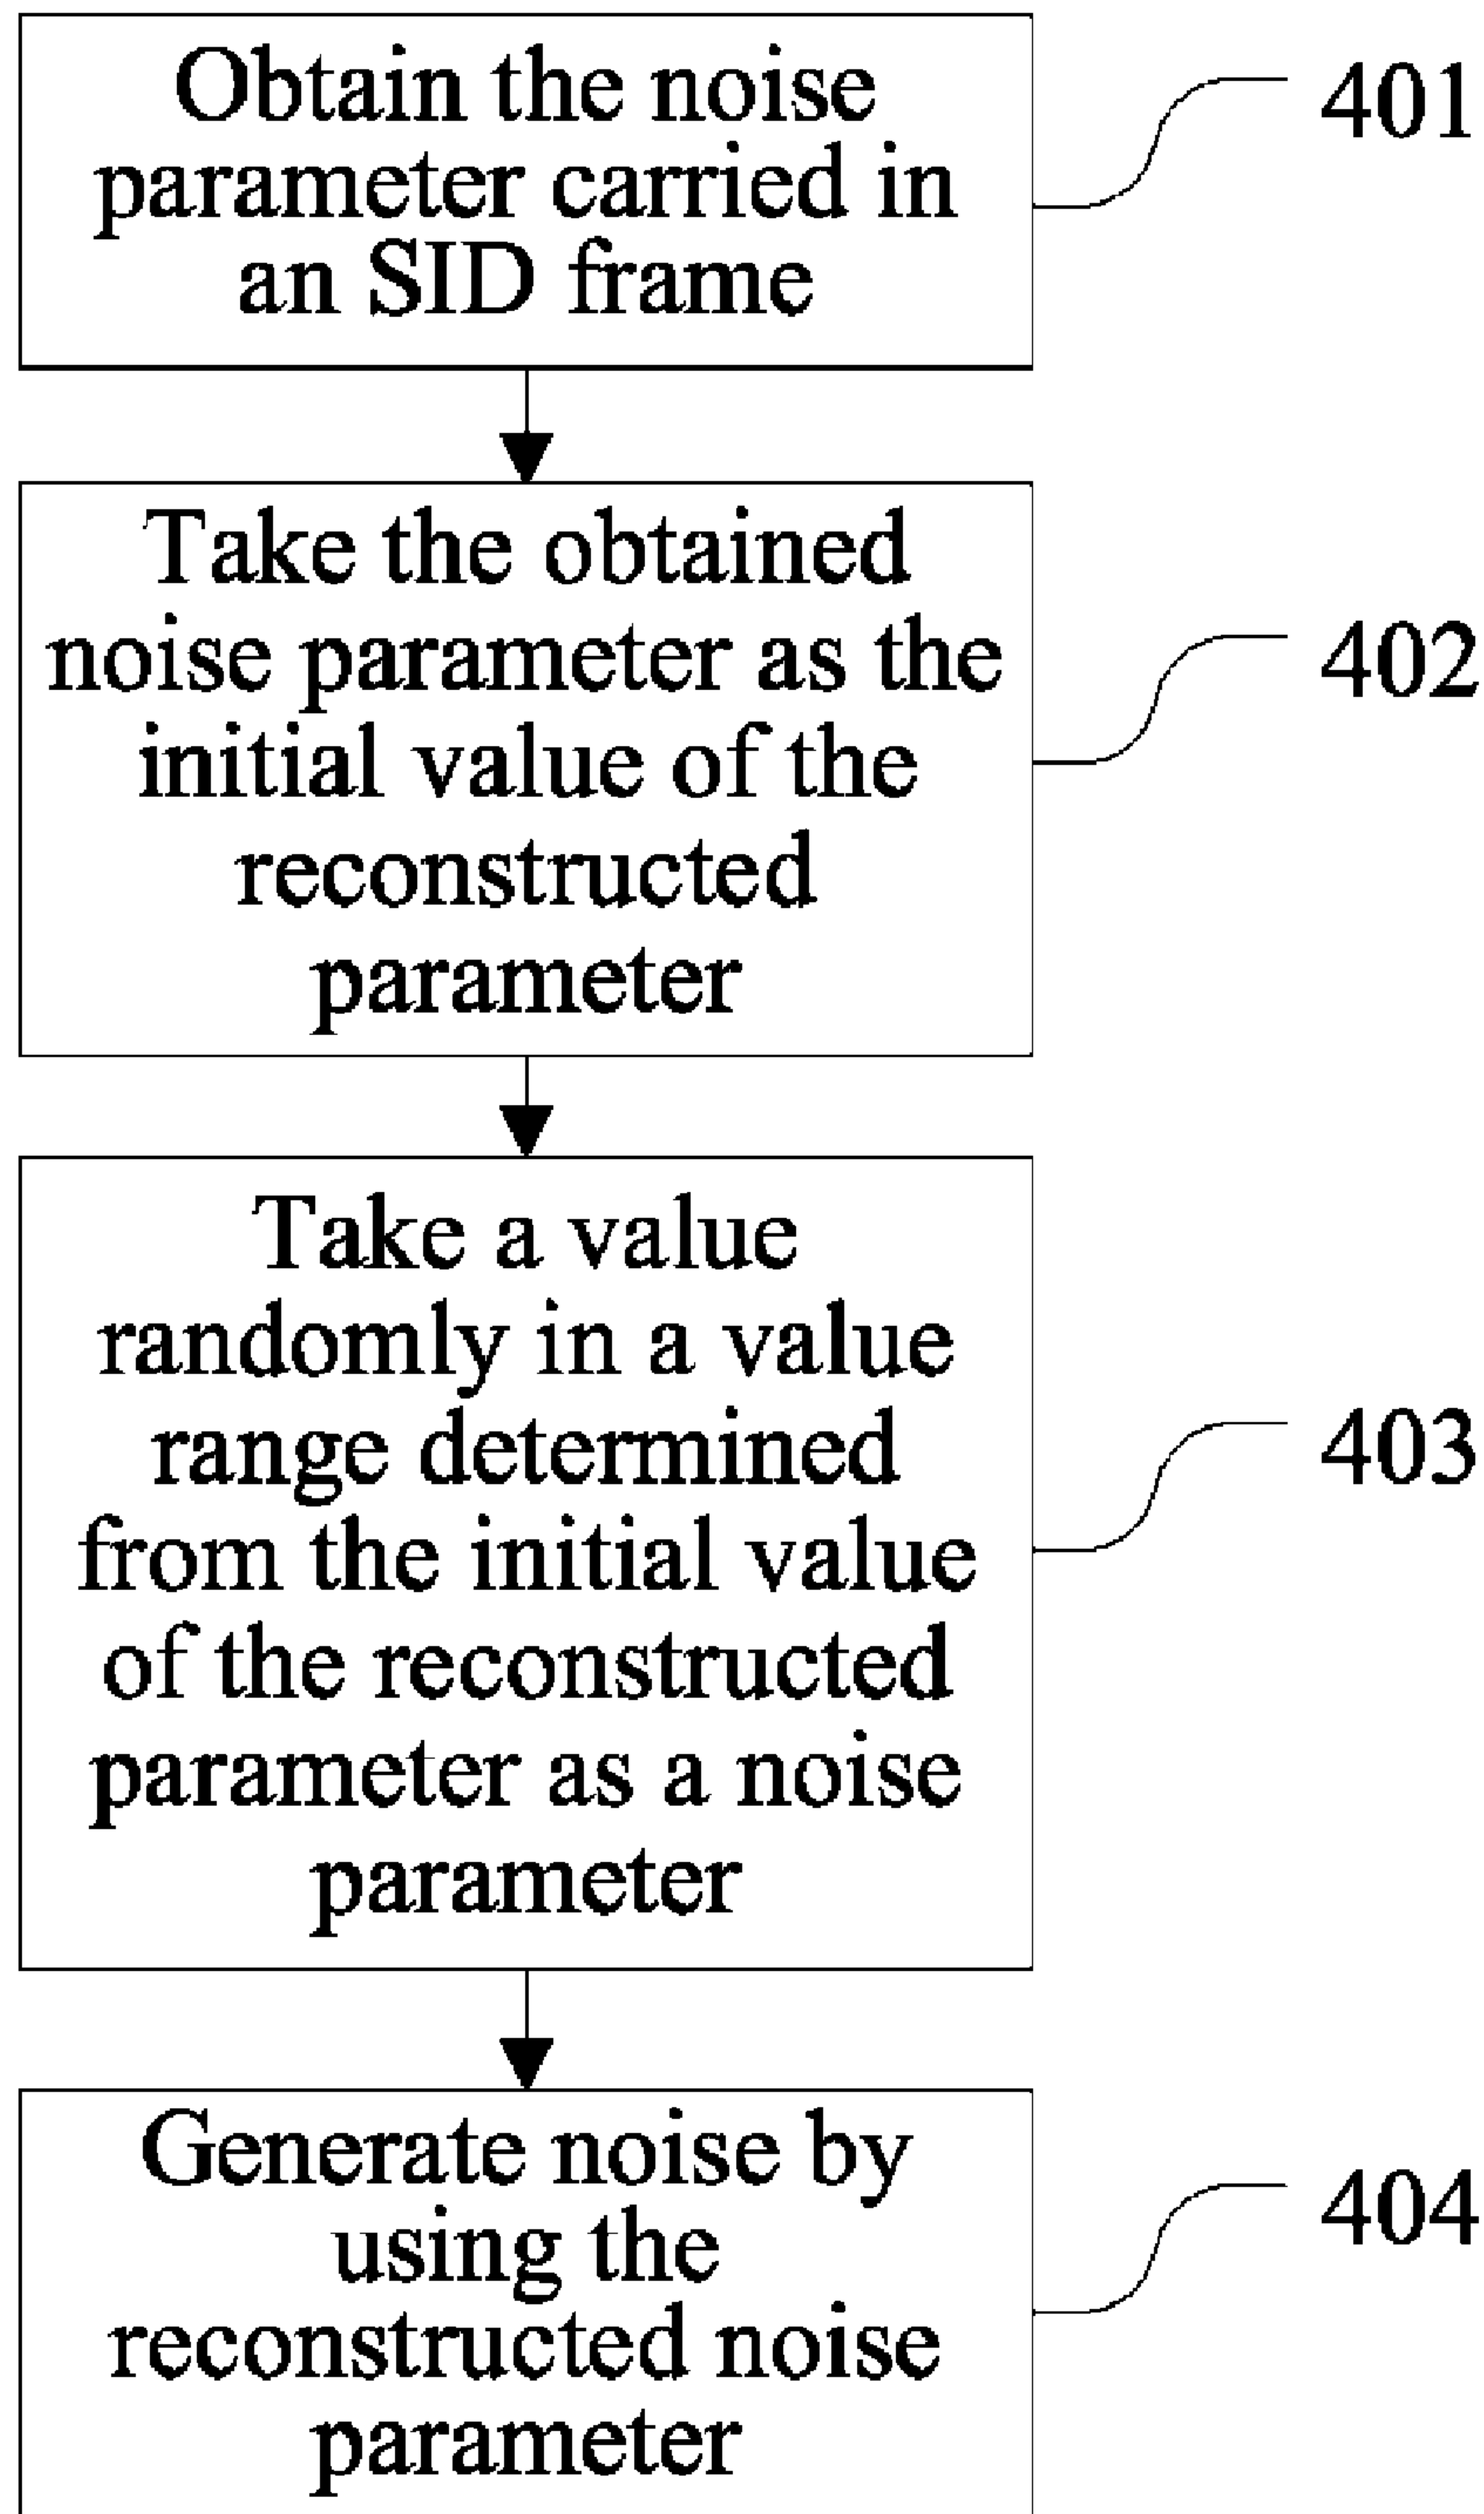 Obtain the noise
parameter carried in
an SID frame
401
Take the obtained
noise parameter as the
initial value of the
reconstructed
parameter
402
Take a value
randomly in a value
range determined
from the initial value
of the reconstructed
parameter as a noise
parameter
403
Generate noise by
using the
reconstructed noise
parameter
404